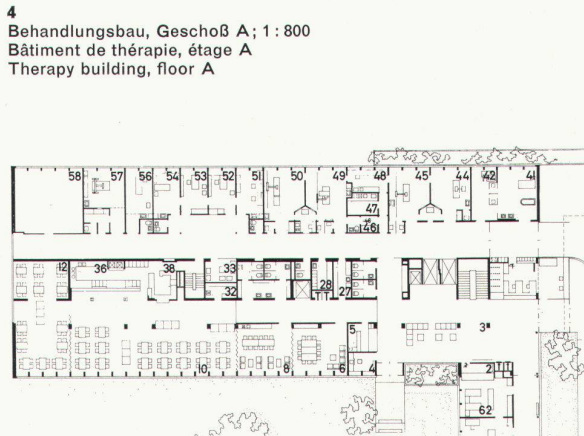 4
Behandlungsbau, Geschoß A; 1 : 800
Bâtiment de thérapie, étage A
Therapy building, floor A
58 57 56 54 53 52 51 50 49 48 45 44 42 41
47
46
12 36 38 33 28 27
32
5 3
10 8 6 4 2
62